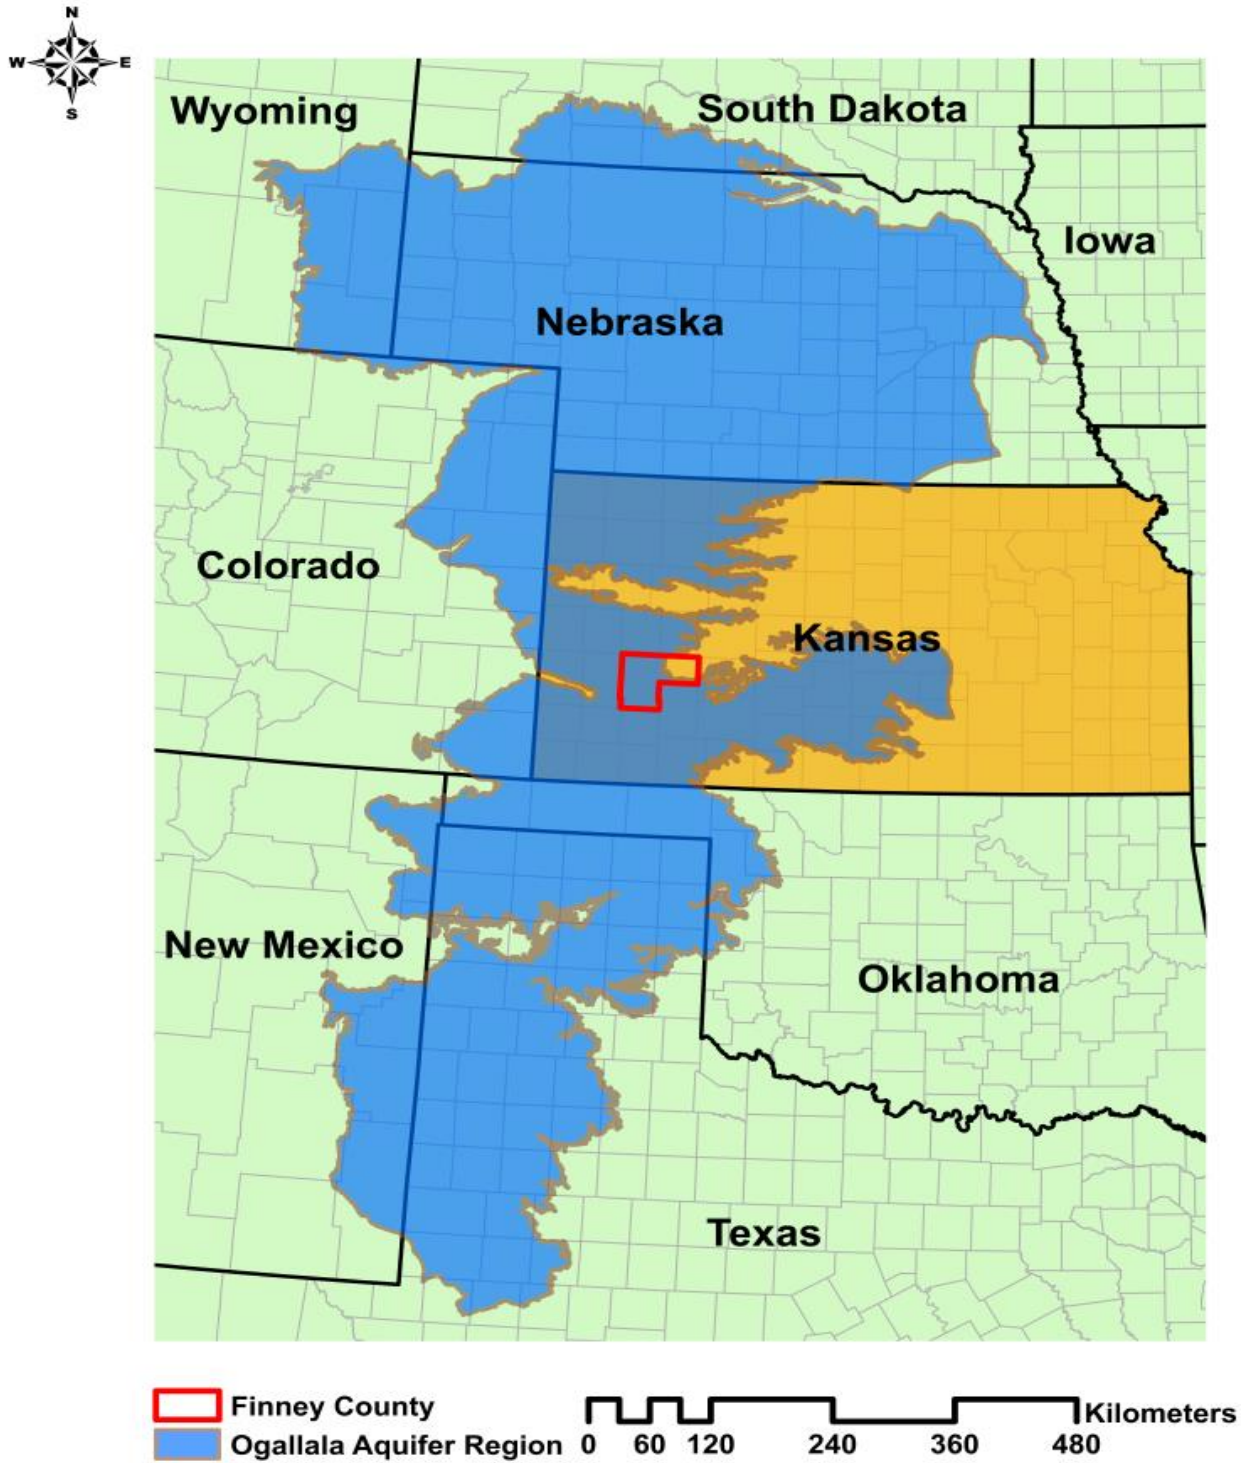 N
W E
S
Wyoming
South Dakota
Iowa
Nebraska
Colorado
Kansas
New Mexico
Oklahoma
Texas
Finney County
Kilometers
Ogallala Aquifer Region
0 60 120 240 360 480